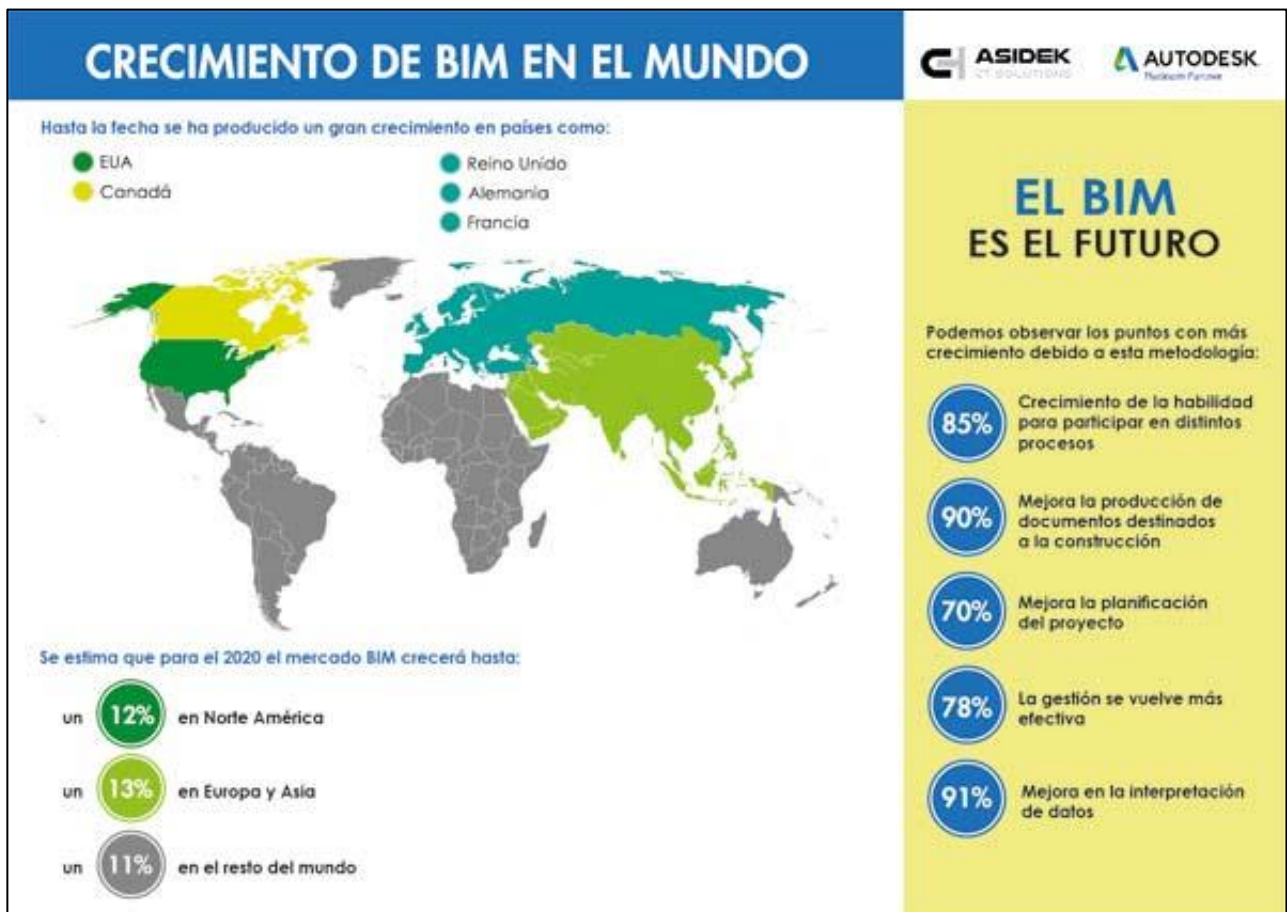 CRECIMIENTO DE BIM EN EL MUNDO
ASIDEK
CT SOLUTIONS
AUTODESK
Platinum Partner
Hasta la fecha se ha producido un gran crecimiento en países como:
EUA
Canadá
Reino Unido
Alemania
Francia
Se estima que para el 2020 el mercado BIM crecerá hasta:
un 12% en Norte América
un 13% en Europa y Asia
un 11% en el resto del mundo
EL BIM
ES EL FUTURO
Podemos observar los puntos con más
crecimiento debido a esta metodología:
85%
Crecimiento de la habilidad
para participar en distintos
procesos
90%
Mejora la producción de
documentos destinados
a la construcción
70%
Mejora la planificación
del proyecto
78%
La gestión se vuelve más
efectiva
91%
Mejora en la interpretación
de datos